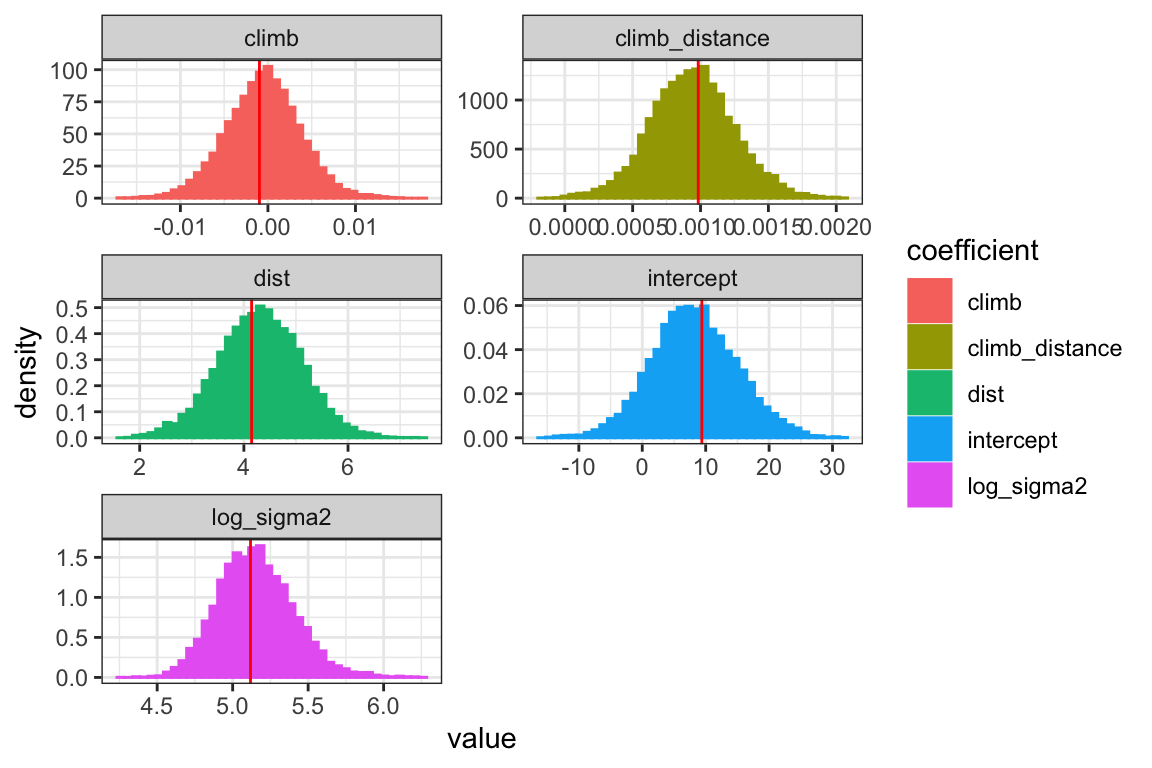 climb
climb_distance
100
75
50
25
0
-0.01 0.00 0.01
1000
500
0
0.0000 0.0005 0.0010 0.0015 0.0020
dist
intercept
0.5
0.4
0.3
0.2
0.1
0.0
2 4 6
0.06
0.04
0.02
0.00
-10 0 10 20 30
log_sigma2
1.5
1.0
0.5
0.0
4.5 5.0 5.5 6.0
density
value
coefficient
climb
climb_distance
dist
intercept
log_sigma2